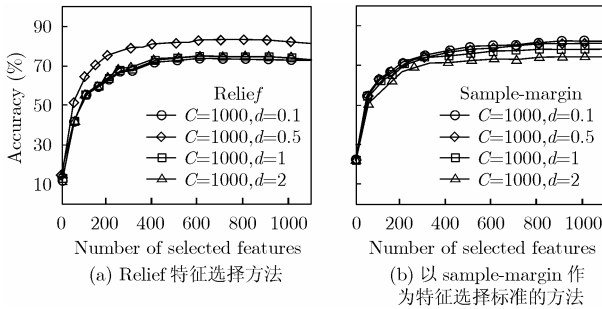 90
70
50
30
10
Accuracy (%)
Relief
C=1000,d=0.1
C=1000,d=0.5
C=1000,d=1
C=1000,d=2
0 200 400 600 800 1000
Number of selected features
(a) Relief 特征选择方法
Sample-margin
C=1000,d=0.1
C=1000,d=0.5
C=1000,d=1
C=1000,d=2
0 200 400 600 800 1000
Number of selected features
(b) 以 sample-margin 作
为特征选择标准的方法